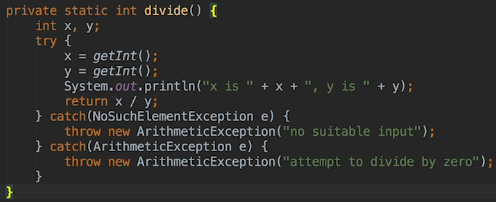 private static int divide() {
    int x, y;
    try {
        x = getInt();
        y = getInt();
        System.out.println("x is " + x + ", y is " + y);
        return x / y;
    } catch(NoSuchElementException e) {
        throw new ArithmeticException("no suitable input");
    } catch(ArithmeticException e) {
        throw new ArithmeticException("attempt to divide by zero");
    }
}